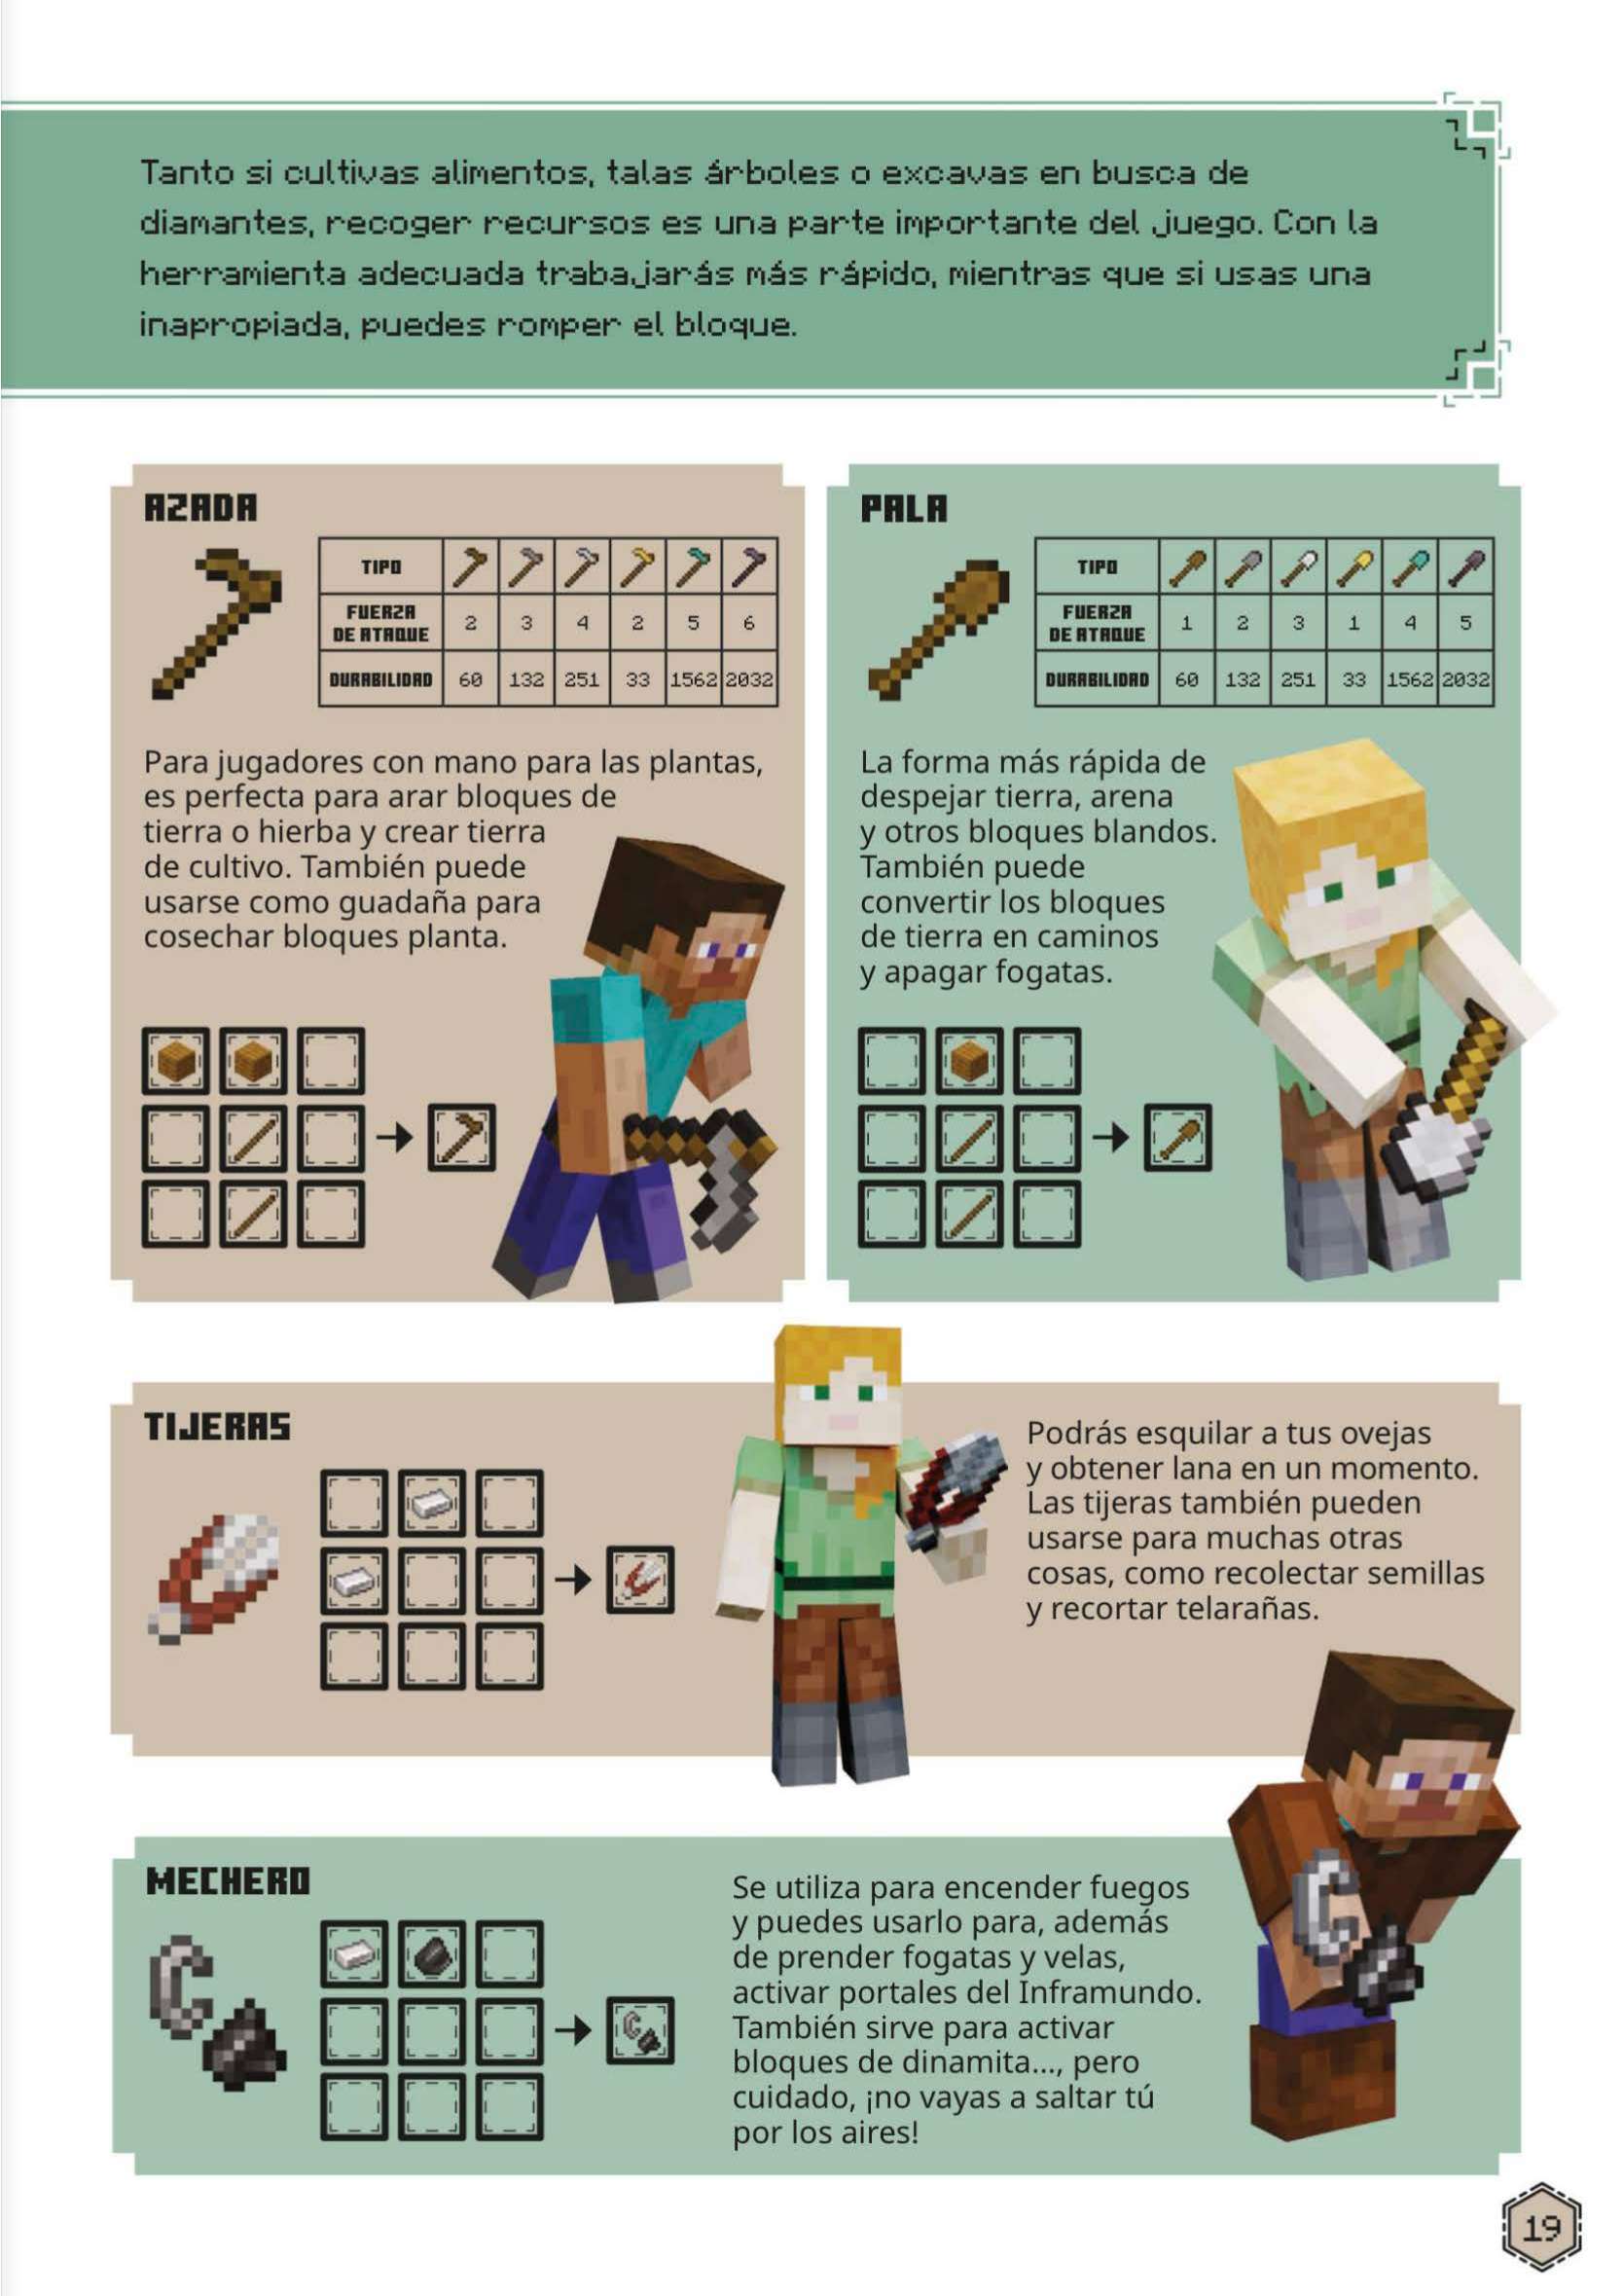 Tanto si cultivas alimentos, talas árboles o excavas en busca de
diamantes, recoger recursos es una parte importante del juego. Con la
herramienta adecuada trabajarás más rápido, mientras que si usas una
inapropiada, puedes romper el bloque.
AZADA
TIPO
FUERZA
DE ATAQUE 2 3 4 2 5 6
DURABILIDAD 60 132 251 33 1562 2032
Para jugadores con mano para las plantas,
es perfecta para arar bloques de
tierra o hierba y crear tierra
de cultivo. También puede
usarse como guadaña para
cosechar bloques planta.
PALA
TIPO
FUERZA
DE ATAQUE 1 2 3 1 4 5
DURABILIDAD 60 132 251 33 1562 2032
La forma más rápida de
despejar tierra, arena
y otros bloques blandos.
También puede
convertir los bloques
de tierra en caminos
y apagar fogatas.
TIJERAS
Podrás esquilar a tus ovejas
y obtener lana en un momento.
Las tijeras también pueden
usarse para muchas otras
cosas, como recolectar semillas
y recortar telarañas.
MECHERO
Se utiliza para encender fuegos
y puedes usarlo para, además
de prender fogatas y velas,
activar portales del Inframundo.
También sirve para activar
bloques de dinamita..., pero
cuidado, ¡no vayas a saltar tú
por los aires!
19